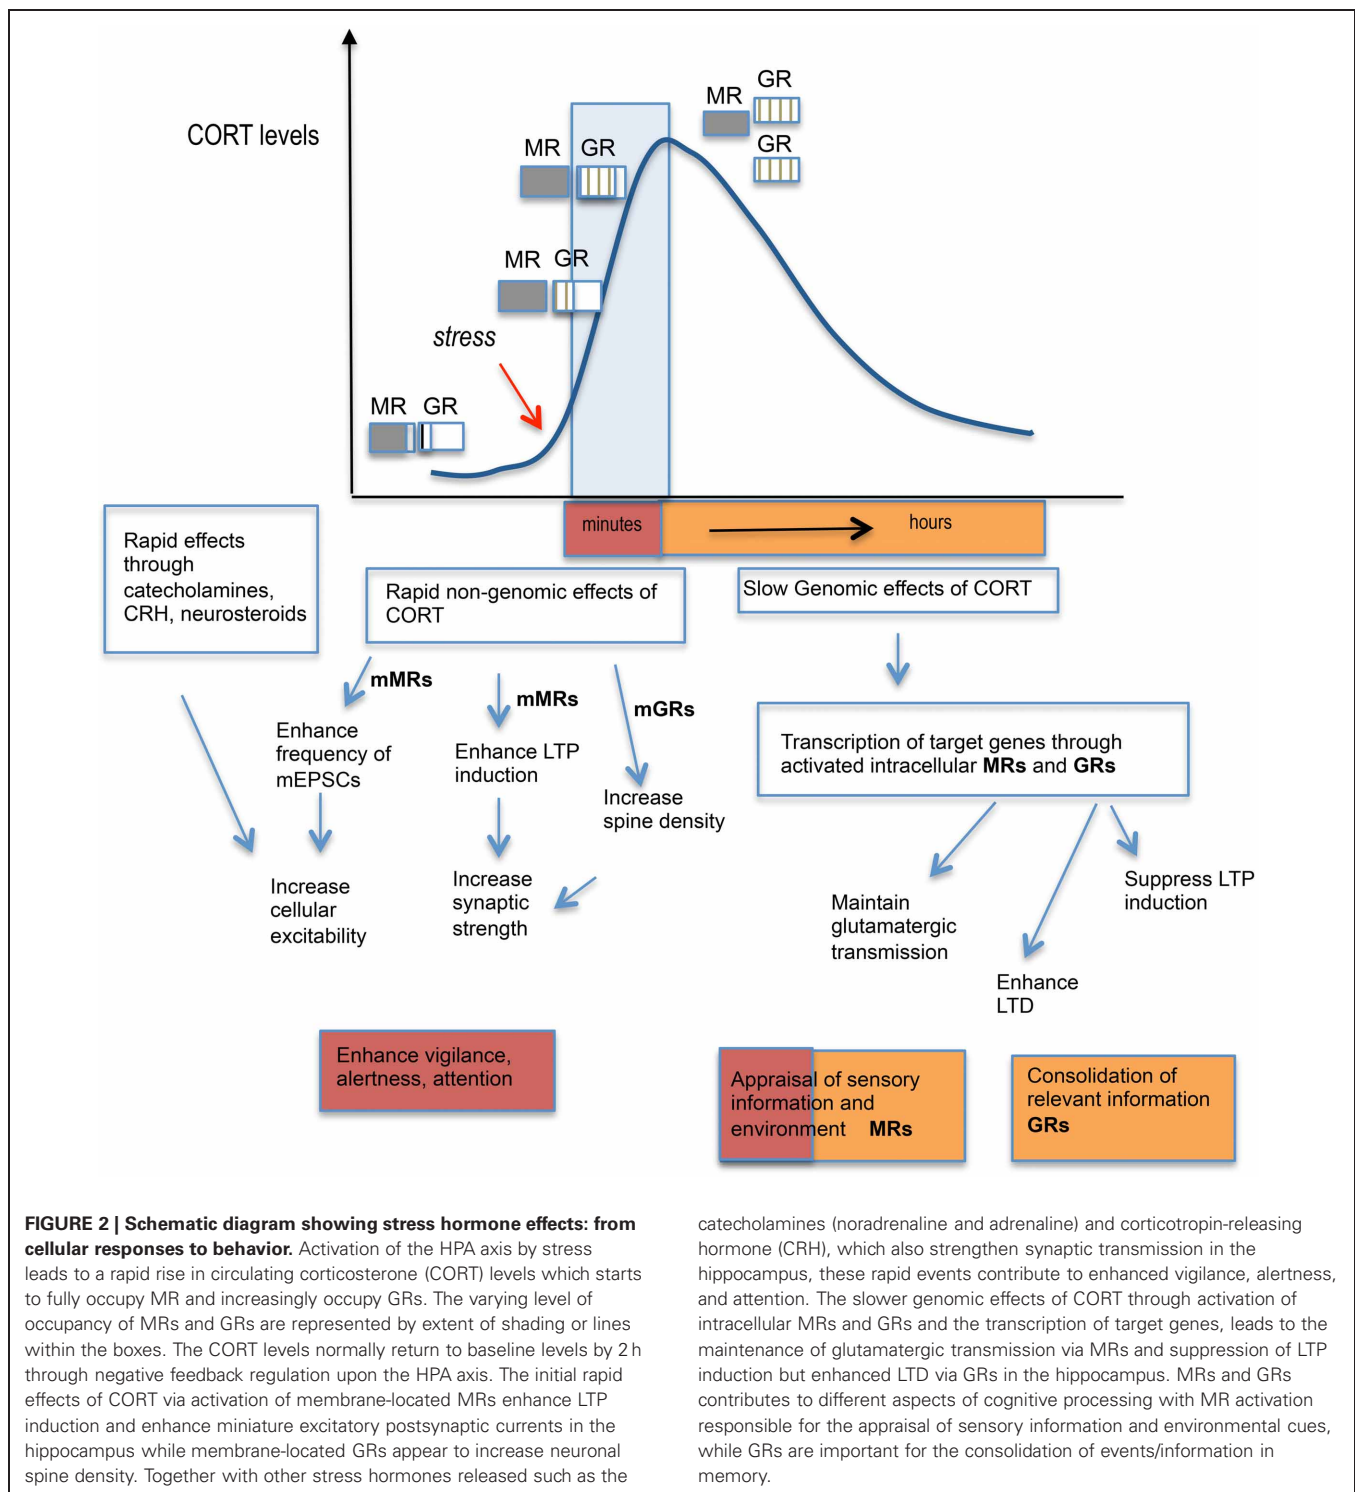 CORT levels
MR GR
GR
MR GR
MR GR
stress
MR GR
minutes
hours
Rapid effects
through
catecholamines,
CRH, neurosteroids
Rapid non-genomic effects of
CORT
Slow Genomic effects of CORT
mMRs
mMRs
mGRs
Enhance
frequency of
mEPSCs
Enhance LTP
induction
Increase
spine density
Transcription of target genes through
activated intracellular MRs and GRs
Increase
cellular
excitability
Increase
synaptic
strength
Maintain
glutamatergic
transmission
Suppress LTP
induction
Enhance
LTD
Enhance vigilance,
alertness, attention
Appraisal of sensory
information and
environment MRs
Consolidation of
relevant information
GRs
FIGURE 2 | Schematic diagram showing stress hormone effects: from
cellular responses to behavior. Activation of the HPA axis by stress
leads to a rapid rise in circulating corticosterone (CORT) levels which starts
to fully occupy MR and increasingly occupy GRs. The varying level of
occupancy of MRs and GRs are represented by extent of shading or lines
within the boxes. The CORT levels normally return to baseline levels by 2 h
through negative feedback regulation upon the HPA axis. The initial rapid
effects of CORT via activation of membrane-located MRs enhance LTP
induction and enhance miniature excitatory postsynaptic currents in the
hippocampus while membrane-located GRs appear to increase neuronal
spine density. Together with other stress hormones released such as the
catecholamines (noradrenaline and adrenaline) and corticotropin-releasing
hormone (CRH), which also strengthen synaptic transmission in the
hippocampus, these rapid events contribute to enhanced vigilance, alertness,
and attention. The slower genomic effects of CORT through activation of
intracellular MRs and GRs and the transcription of target genes, leads to the
maintenance of glutamatergic transmission via MRs and suppression of LTP
induction but enhanced LTD via GRs in the hippocampus. MRs and GRs
contributes to different aspects of cognitive processing with MR activation
responsible for the appraisal of sensory information and environmental cues,
while GRs are important for the consolidation of events/information in
memory.